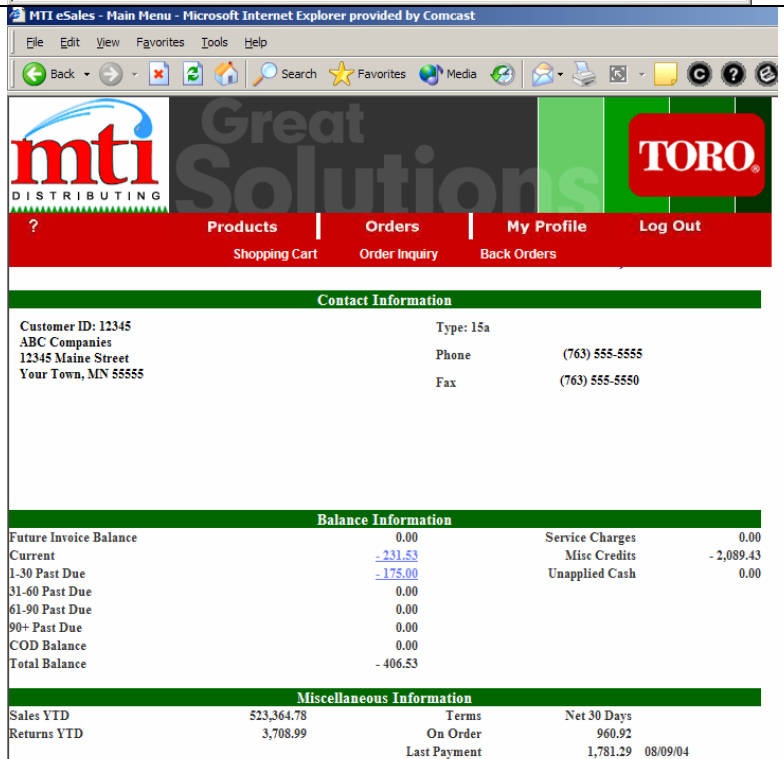 MTI eSales - Main Menu - Microsoft Internet Explorer provided by Comcast
File Edit View Favorites Tools Help
Back Search Favorites Media
mti
DISTRIBUTING
Great
Solutions
TORO®
? Products Orders My Profile Log Out
Shopping Cart Order Inquiry Back Orders
Contact Information
Customer ID: 12345 Type: 15a
ABC Companies
12345 Maine Street Phone (763) 555-5555
Your Town, MN 55555
Fax (763) 555-5550
Balance Information
Future Invoice Balance 0.00 Service Charges 0.00
Current - 231.53 Misc Credits - 2,089.43
1-30 Past Due - 175.00 Unapplied Cash 0.00
31-60 Past Due 0.00
61-90 Past Due 0.00
90+ Past Due 0.00
COD Balance 0.00
Total Balance - 406.53
Miscellaneous Information
Sales YTD 523,364.78 Terms Net 30 Days
Returns YTD 3,708.99 On Order 960.92
Last Payment 1,781.29 08/09/04